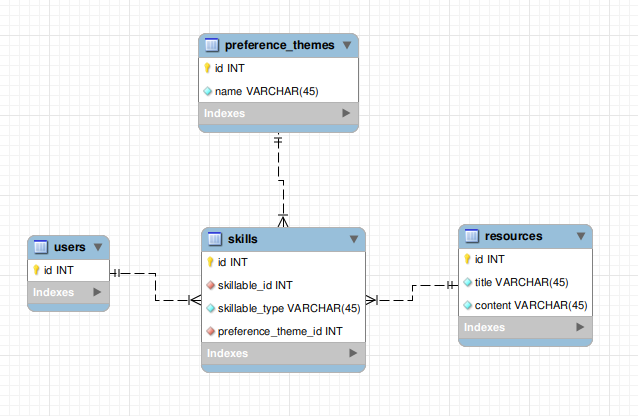 preference_themes
id INT
name VARCHAR(45)
Indexes
users
id INT
Indexes
skills
id INT
skillable_id INT
skillable_type VARCHAR(45)
preference_theme_id INT
Indexes
resources
id INT
title VARCHAR(45)
content VARCHAR(45)
Indexes